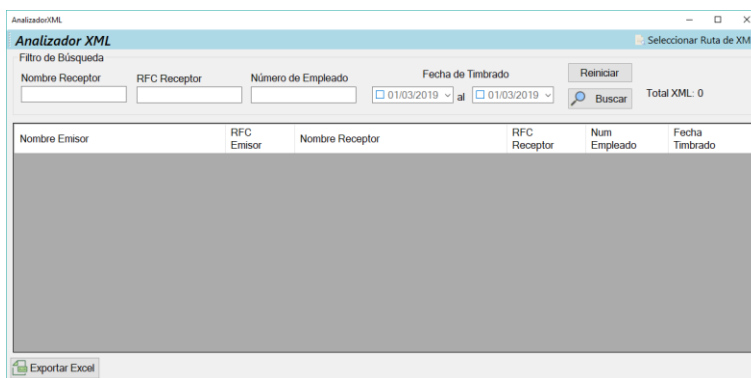 AnalizadorXML
Analizador XML
Seleccionar Ruta de XM
Filtro de Búsqueda
Nombre Receptor
RFC Receptor
Número de Empleado
Fecha de Timbrado
01/03/2019 al 01/03/2019
Reiniciar
Buscar
Total XML: 0
Nombre Emisor
RFC
Emisor
Nombre Receptor
RFC
Receptor
Num
Empleado
Fecha
Timbrado
Exportar Excel